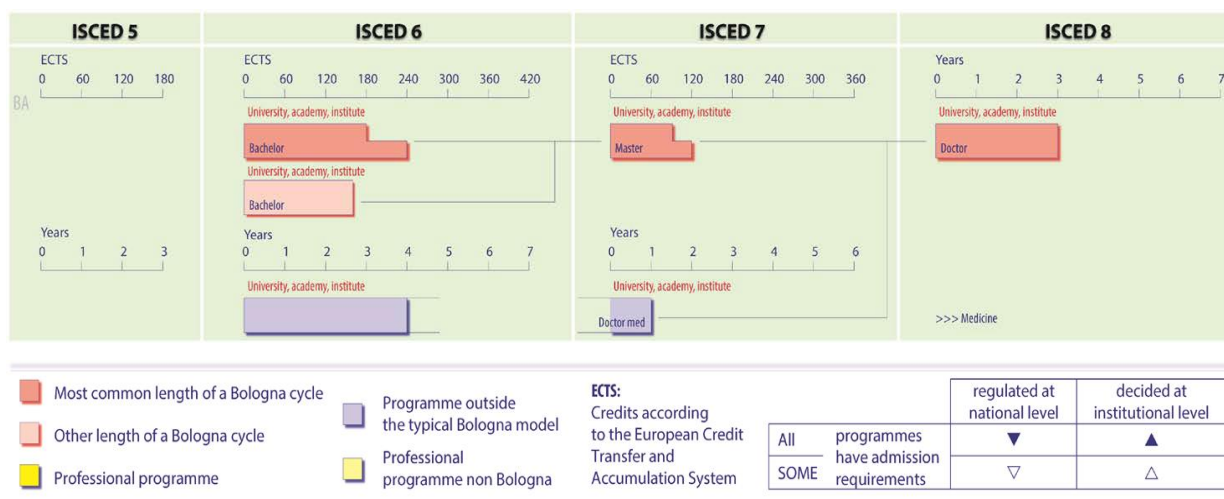 ISCED 5 ISCED 6 ISCED 7 ISCED 8
ECTS ECTS ECTS Years
0 60 120 180 0 60 120 180 240 300 360 420 0 60 120 180 240 300 360 0 1 2 3 4 5 6 7
BA
University, academy, institute University, academy, institute University, academy, institute
Bachelor Master Doctor
University, academy, institute
Bachelor
Years Years Years
0 1 2 3 0 1 2 3 4 5 6 7 0 1 2 3 4 5 6
University, academy, institute University, academy, institute
Doctor med >>> Medicine
Most common length of a Bologna cycle
Other length of a Bologna cycle
Professional programme
Programme outside
the typical Bologna model
Professional
programme non Bologna
ECTS:
Credits according
to the European Credit
Transfer and
Accumulation System
regulated at decided at
national level institutional level
All programmes ▼ ▲
have admission
SOME requirements ▽ △